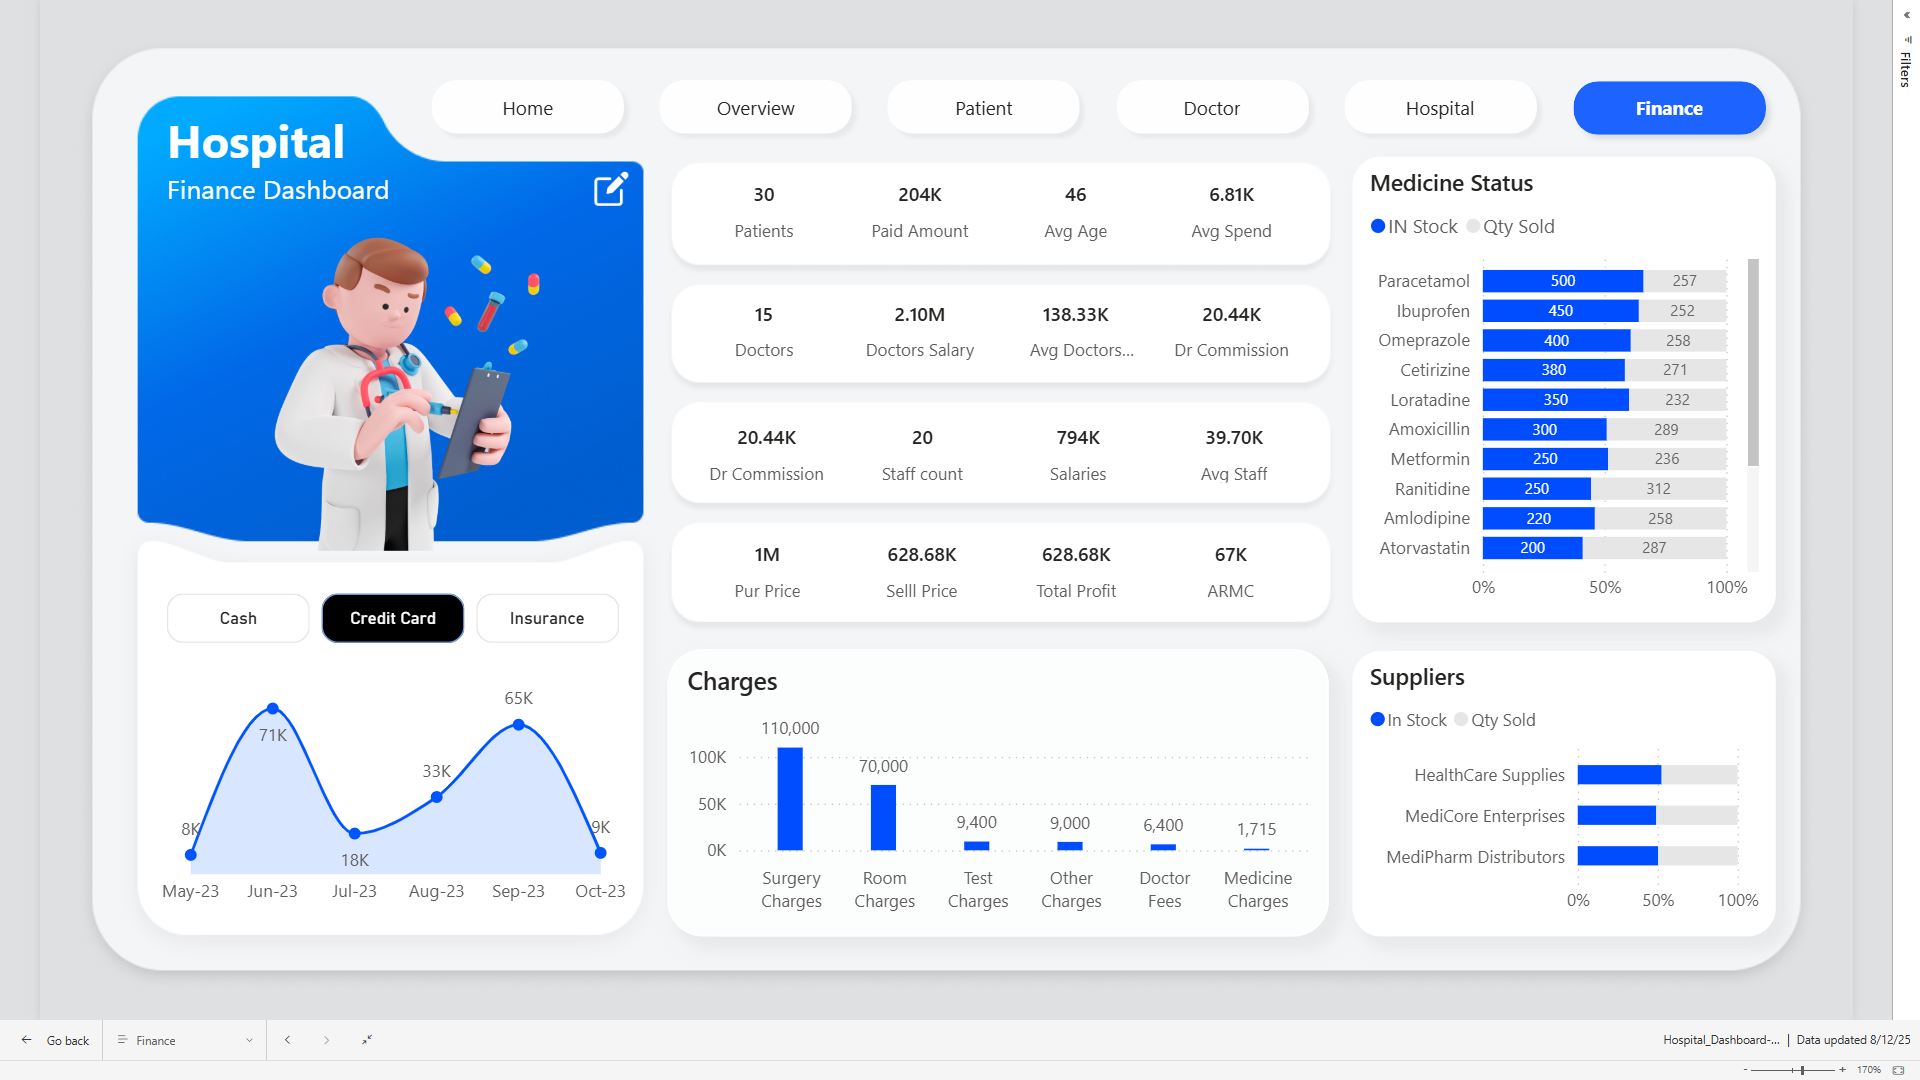 Filters
Home
Overview
Patient
Doctor
Hospital
Finance
Hospital
Finance Dashboard
30
204K
46
6.81K
Patients
Paid Amount
Avg Age
Avg Spend
15
2.10M
138.33K
20.44K
Doctors
Doctors Salary
Avg Doctors...
Dr Commission
20.44K
20
794K
39.70K
Dr Commission
Staff count
Salaries
Avg Staff
1M
628.68K
628.68K
67K
Pur Price
Selll Price
Total Profit
ARMC
Medicine Status
IN Stock
Qty Sold
Paracetamol
500
257
Ibuprofen
450
252
Omeprazole
400
258
Cetirizine
380
271
Loratadine
350
232
Amoxicillin
300
289
Metformin
250
236
Ranitidine
250
312
Amlodipine
220
258
Atorvastatin
200
287
0%
50%
100%
Cash
Credit Card
Insurance
8K
71K
18K
33K
65K
9K
May-23
Jun-23
Jul-23
Aug-23
Sep-23
Oct-23
Charges
100K
50K
0K
110,000
70,000
9,400
9,000
6,400
1,715
Surgery
Charges
Room
Charges
Test
Charges
Other
Charges
Doctor
Fees
Medicine
Charges
Suppliers
In Stock
Qty Sold
HealthCare Supplies
MediCore Enterprises
MediPharm Distributors
0%
50%
100%
Go back
Finance
Hospital_Dashboard-...
| Data updated 8/12/25
- + 170%